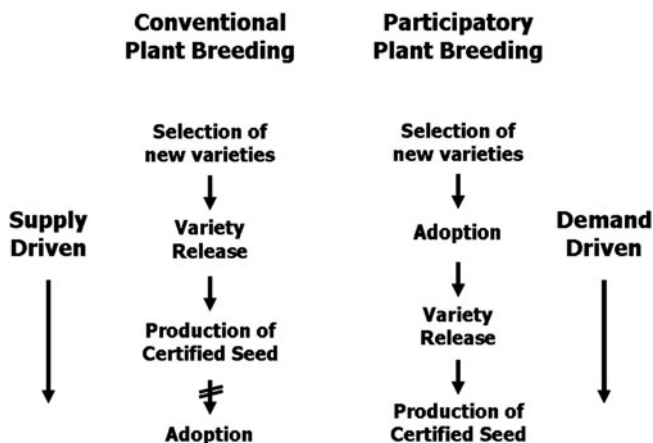 Conventional
Plant Breeding
Participatory
Plant Breeding
Supply
Driven
Selection of
new varieties
Variety
Release
Production of
Certified Seed
Adoption
Selection of
new varieties
Adoption
Variety
Release
Production of
Certified Seed
Demand
Driven